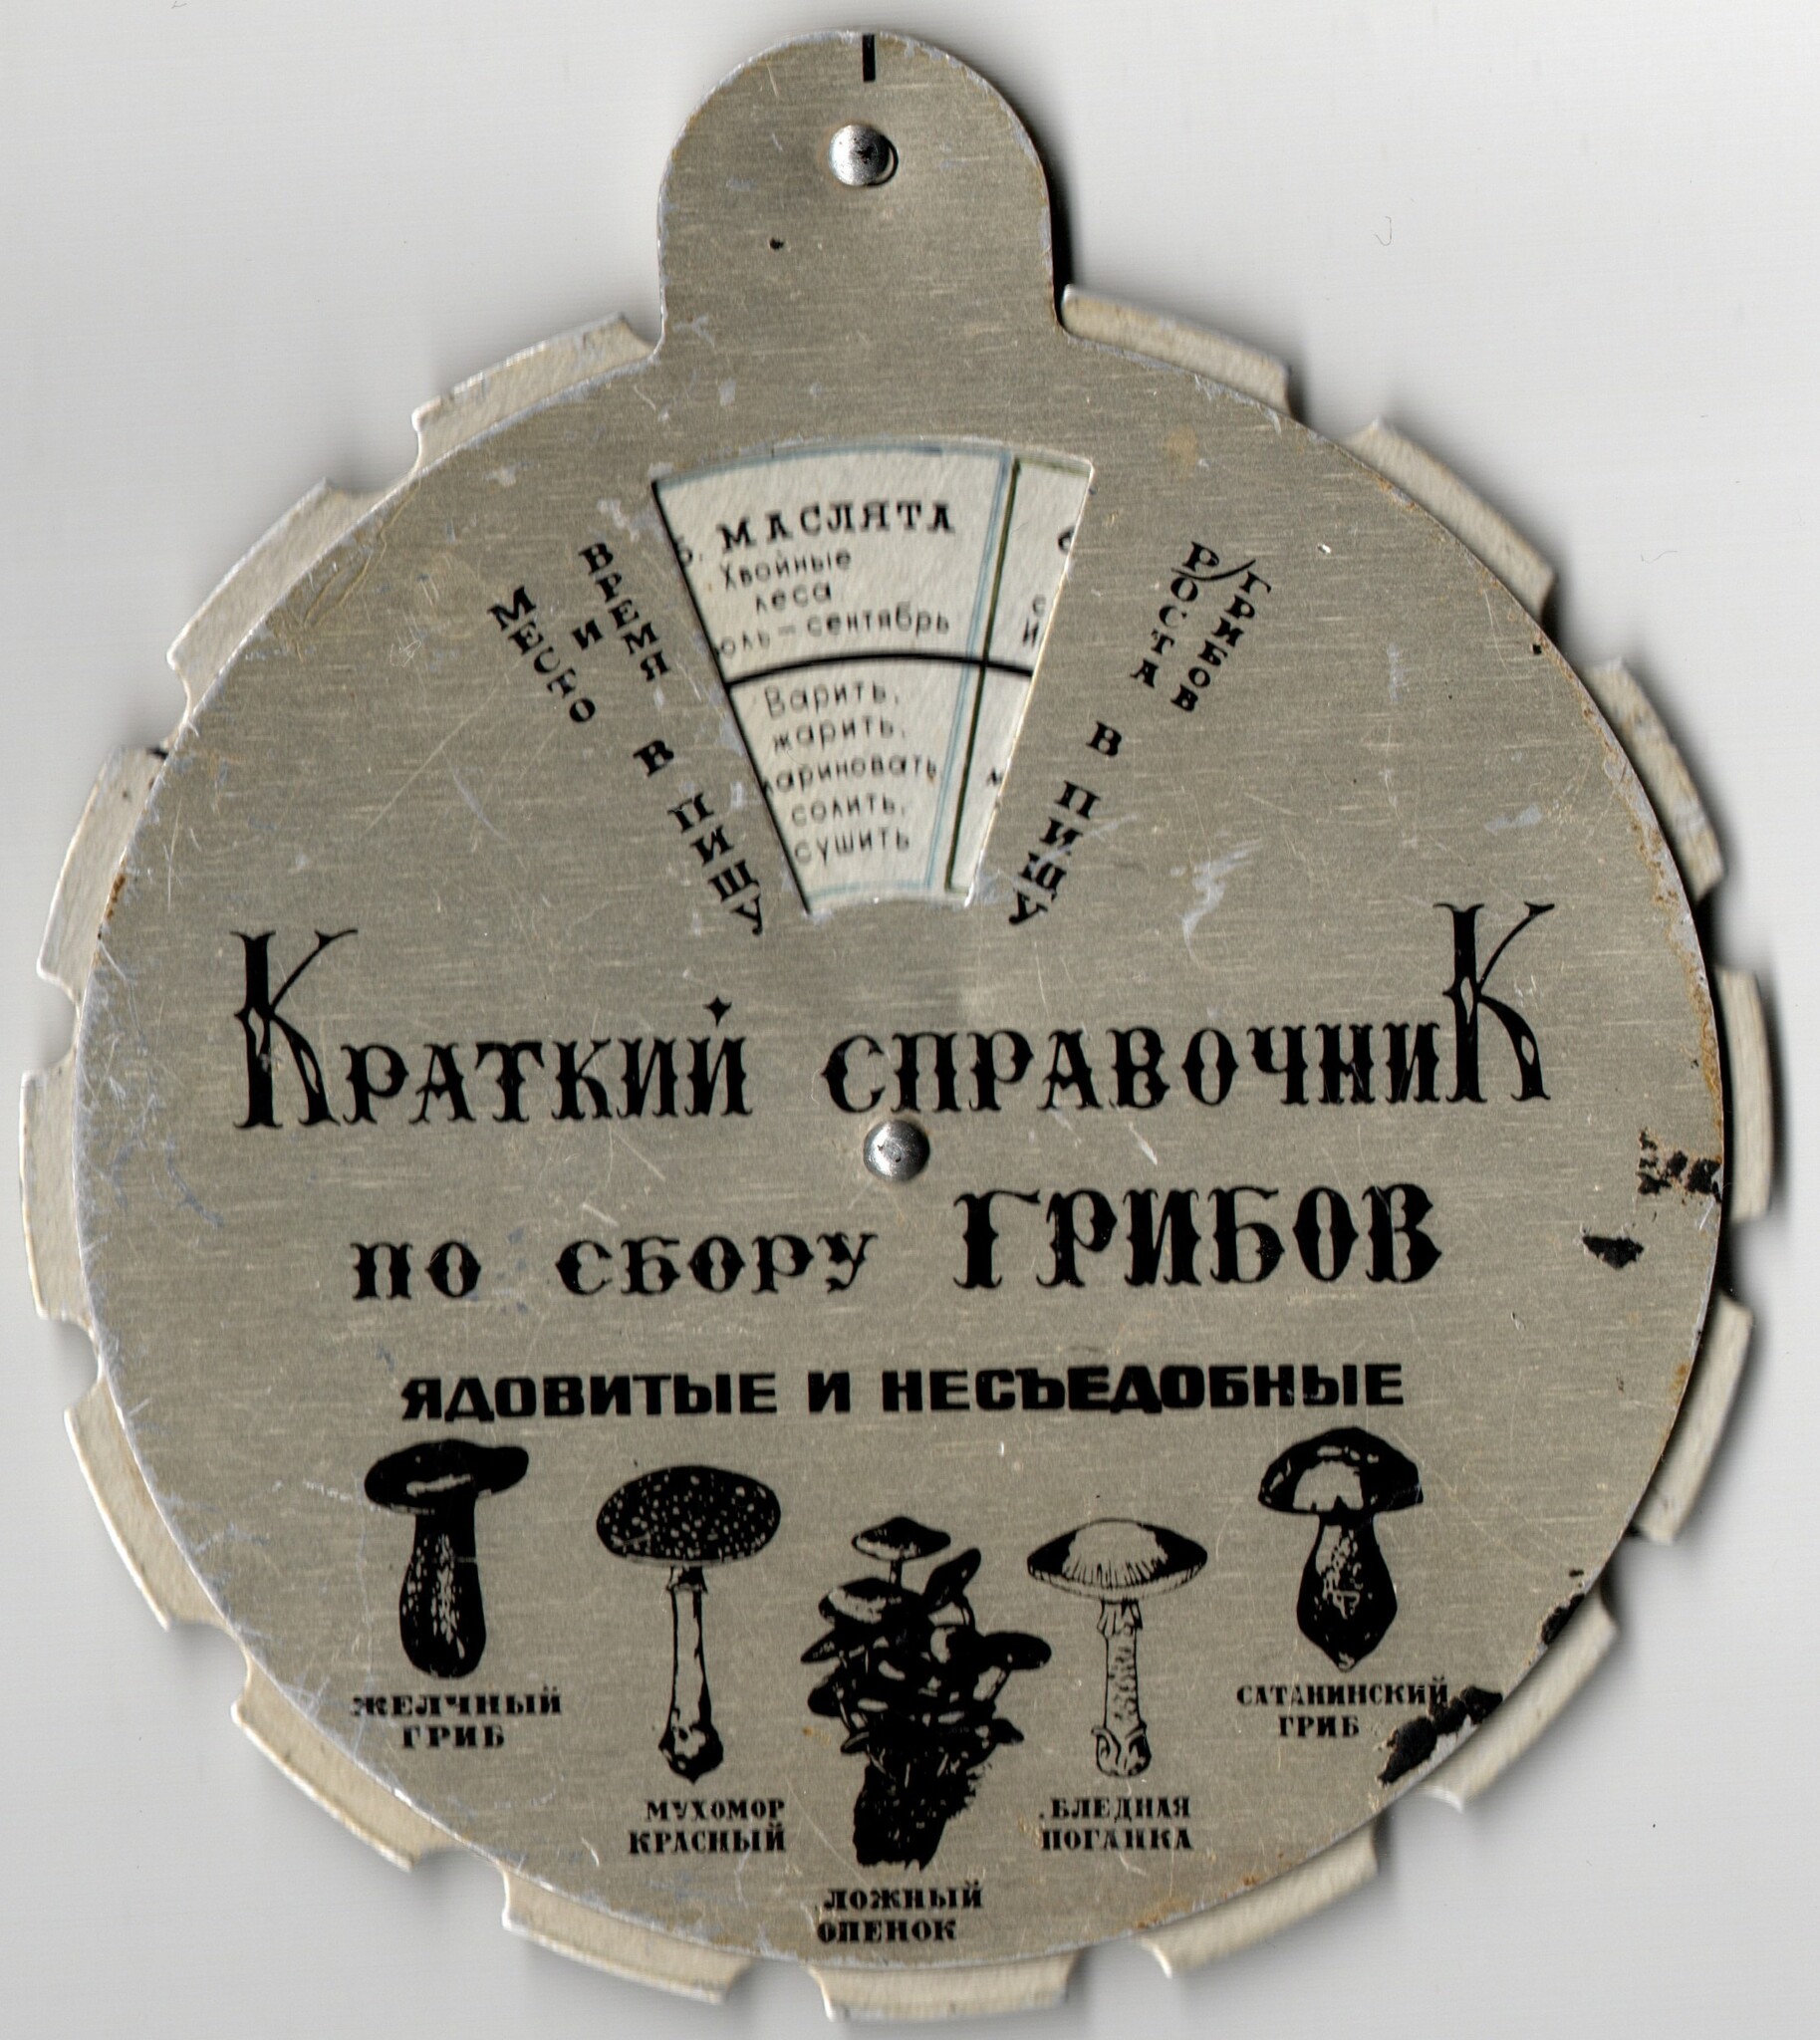 МАСЛЯТА
Хвойные
леса
сентябрь
Варить,
жарить,
солить,
сушить
МЕСТО
И
ВРЕМЯ
РОСТА
ГРИБОВ
В ПИЩУ
В ПИЩУ
КРАТКИЙ СПРАВОЧНИК
ПО СБОРУ ГРИБОВ
ЯДОВИТЫЕ И НЕСЪЕДОБНЫЕ
ЖЕЛЧНЫЙ
ГРИБ
МУХОМОР
КРАСНЫЙ
ЛОЖНЫЙ
ОПЕНОК
БЛЕДНАЯ
ПОГАНКА
САТАНИНСКИЙ
ГРИБ